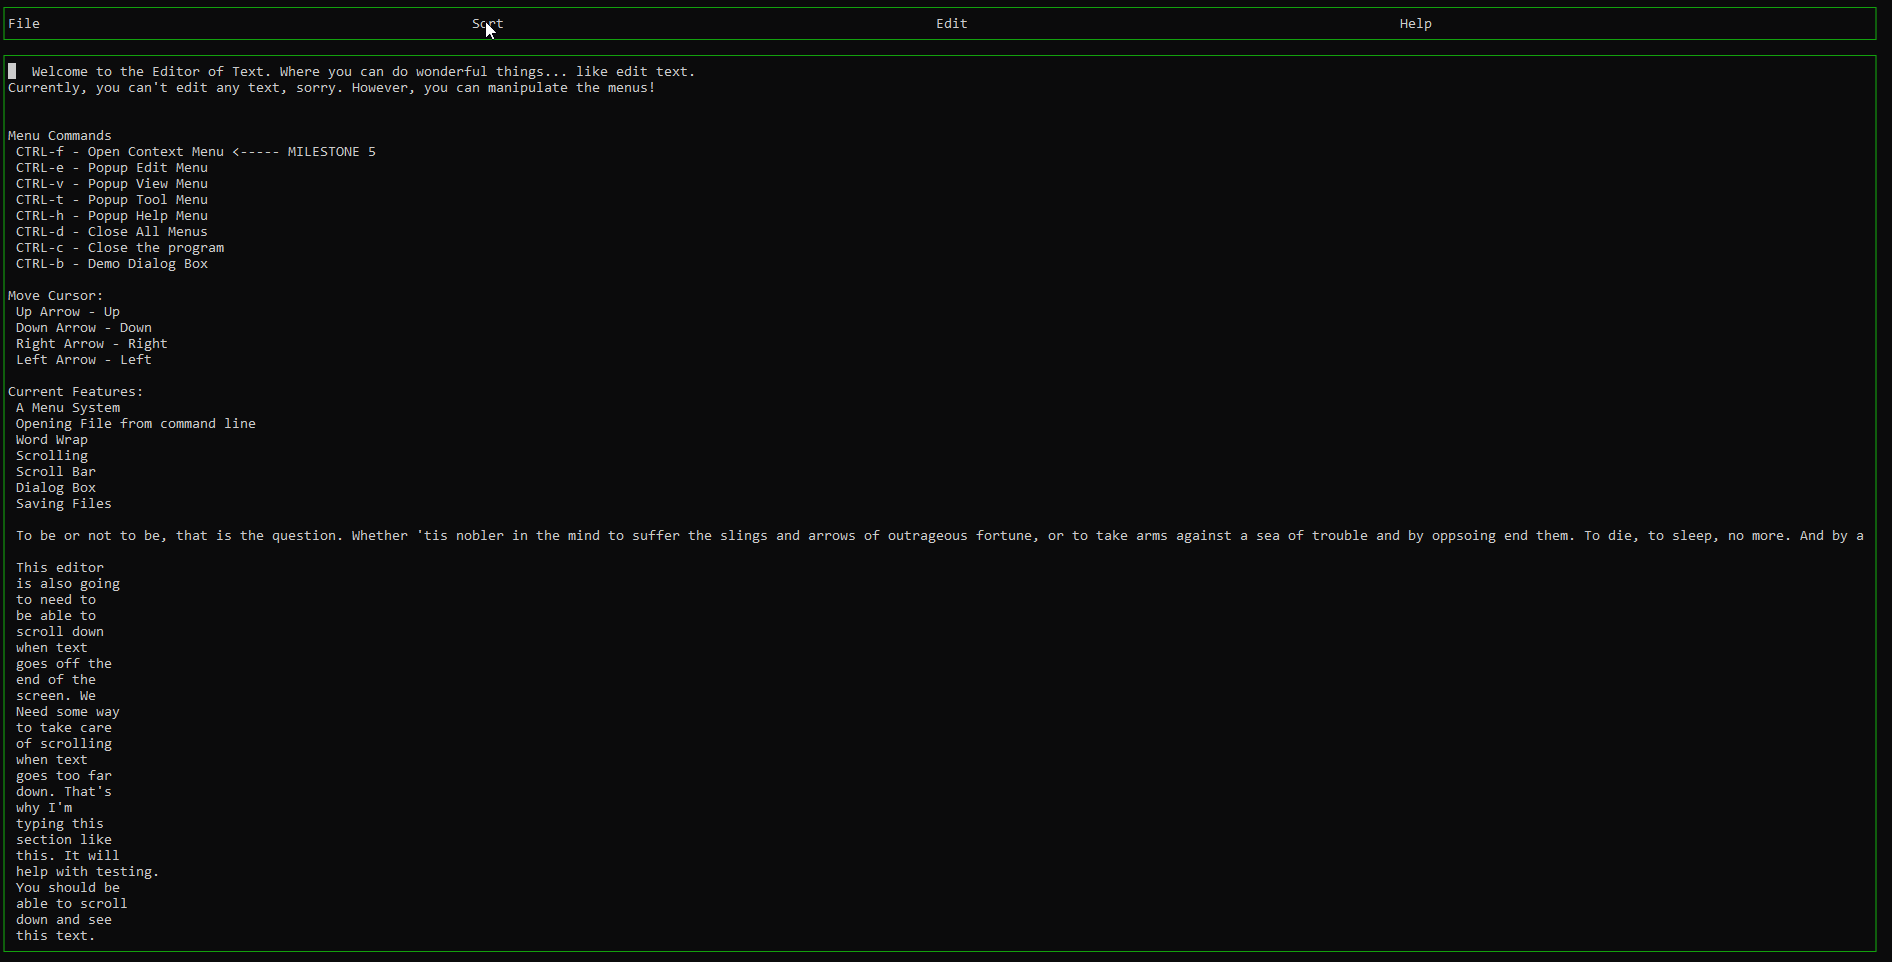 File Sort Edit Help
Welcome to the Editor of Text. Where you can do wonderful things... like edit text.
Currently, you can't edit any text, sorry. However, you can manipulate the menus!
Menu Commands
CTRL-f - Open Context Menu <----- MILESTONE 5
CTRL-e - Popup Edit Menu
CTRL-v - Popup View Menu
CTRL-t - Popup Tool Menu
CTRL-h - Popup Help Menu
CTRL-d - Close All Menus
CTRL-c - Close the program
CTRL-b - Demo Dialog Box
Move Cursor:
Up Arrow - Up
Down Arrow - Down
Right Arrow - Right
Left Arrow - Left
Current Features:
A Menu System
Opening File from command line
Word Wrap
Scrolling
Scroll Bar
Dialog Box
Saving Files
To be or not to be, that is the question. Whether 'tis nobler in the mind to suffer the slings and arrows of outrageous fortune, or to take arms against a sea of trouble and by oppsoing end them. To die, to sleep, no more. And by a
This editor
is also going
to need to
be able to
scroll down
when text
goes off the
end of the
screen. We
Need some way
to take care
of scrolling
when text
goes too far
down. That's
why I'm
typing this
section like
this. It will
help with testing.
You should be
able to scroll
down and see
this text.